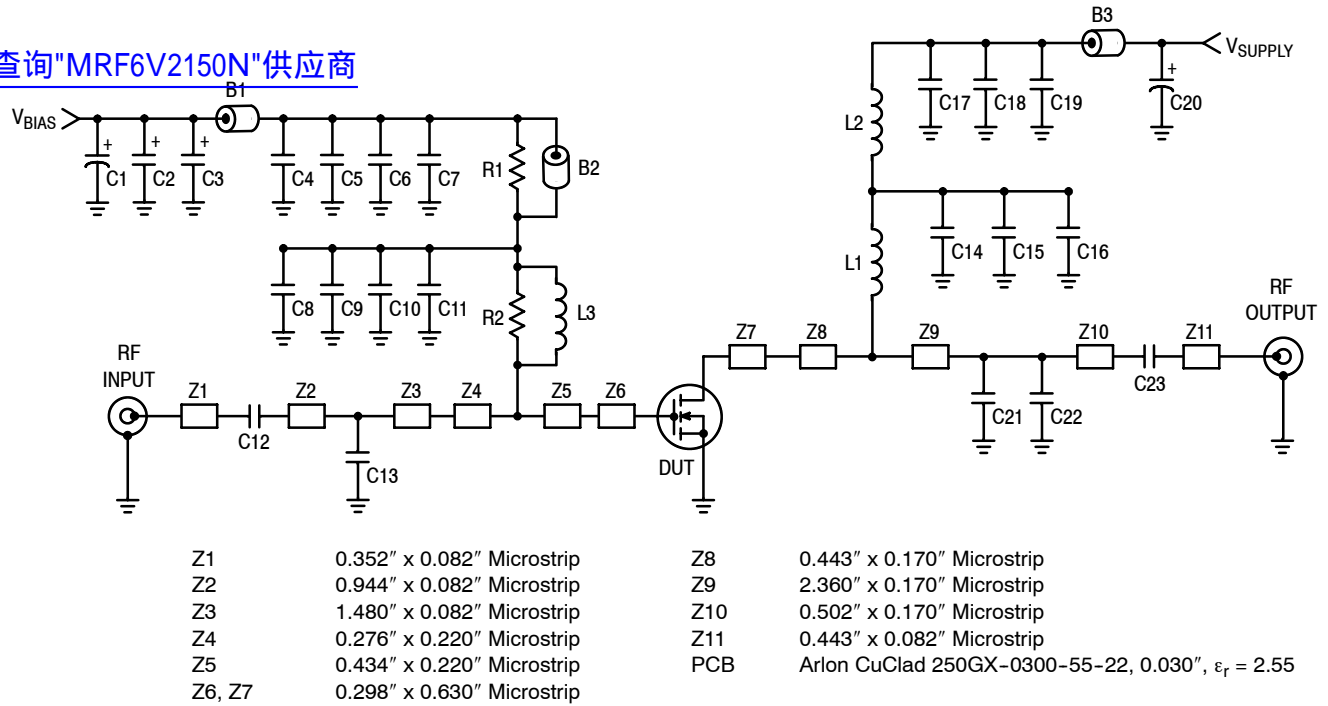 B3
查询"MRF6V2150N"供应商
VSUPPLY
B1
C17 C18 C19 C20
VBIAS
L2
+
+ + + +
C1 C2 C3 C4 C5 C6 C7 R1 B2
C14 C15 C16
L1
C8 C9 C10 C11 R2 L3
RF
OUTPUT
RF
INPUT
Z7 Z8 Z9 Z10 Z11
C23
Z1 Z2 Z3 Z4 Z5 Z6
C12
C21 C22
C13
DUT
Z1 0.352″ x 0.082″ Microstrip
Z2 0.944″ x 0.082″ Microstrip
Z3 1.480″ x 0.082″ Microstrip
Z4 0.276″ x 0.220″ Microstrip
Z5 0.434″ x 0.220″ Microstrip
Z6, Z7 0.298″ x 0.630″ Microstrip
Z8 0.443″ x 0.170″ Microstrip
Z9 2.360″ x 0.170″ Microstrip
Z10 0.502″ x 0.170″ Microstrip
Z11 0.443″ x 0.082″ Microstrip
PCB Arlon CuClad 250GX-0300-55-22, 0.030″, εr = 2.55